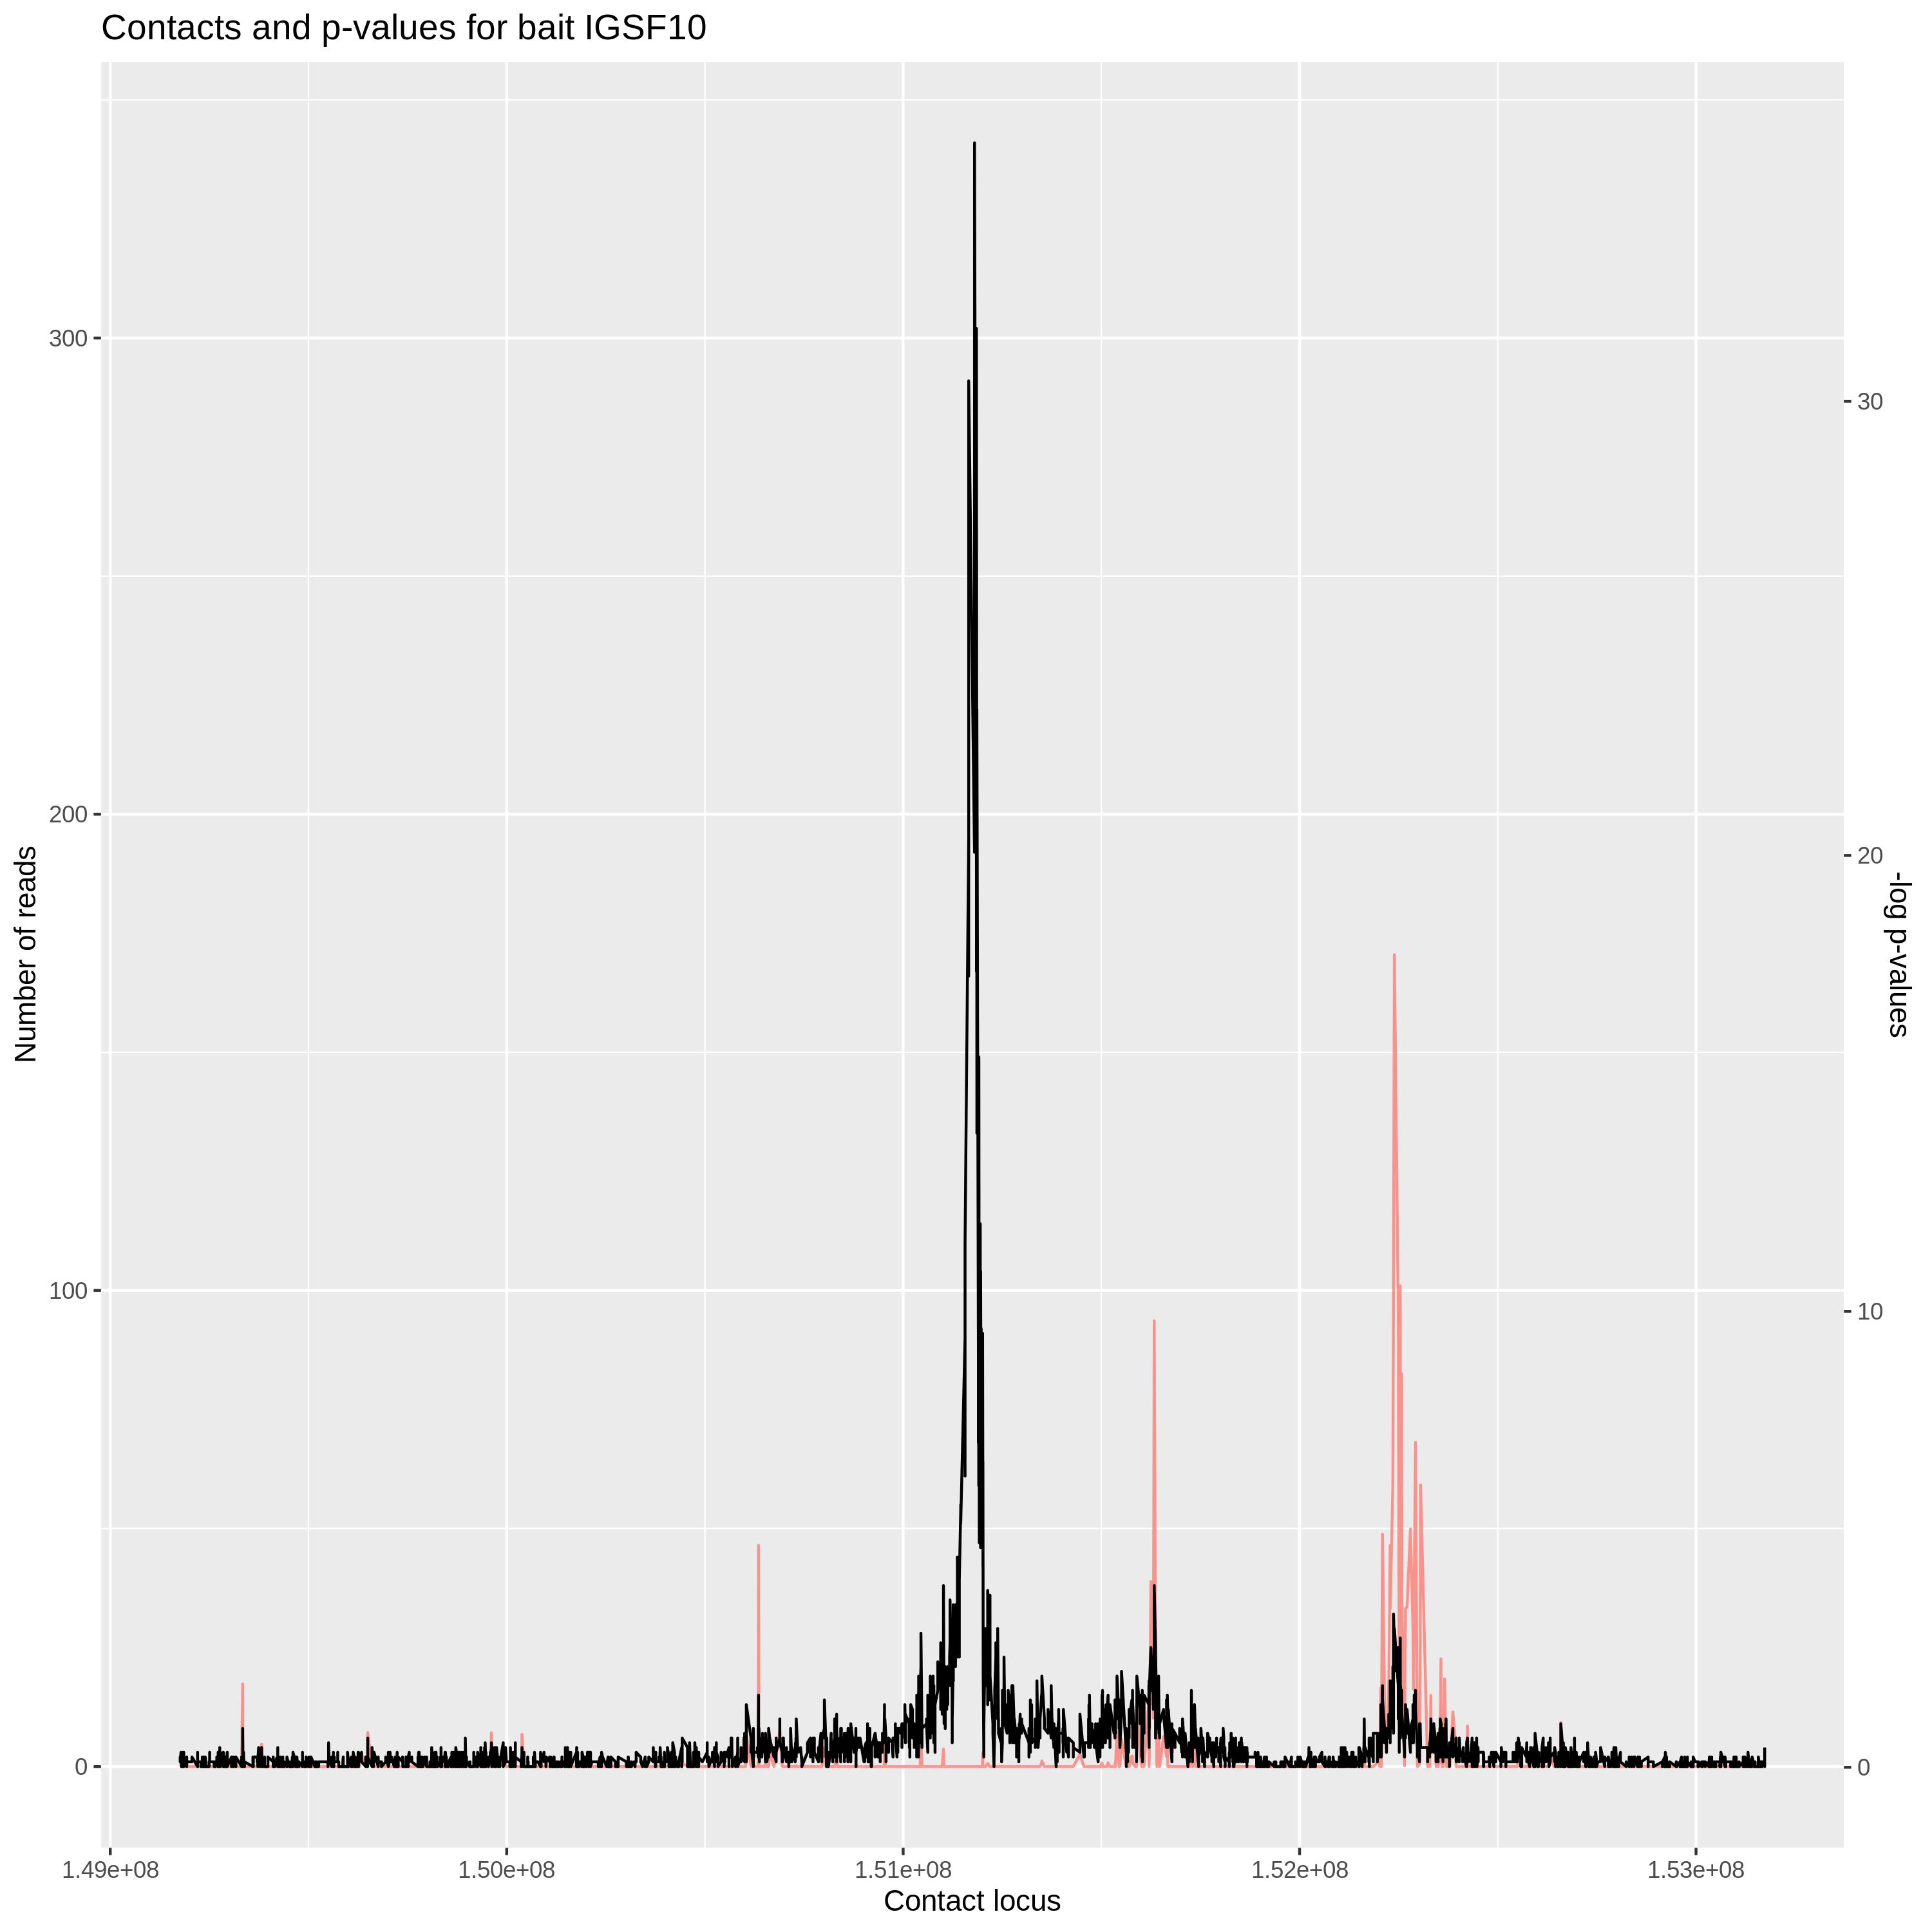 Contacts and p-values for bait IGSF10
300
200
100
0
Number of reads
30
20
10
0
-log p-values
1.49e+08
1.50e+08
1.51e+08
1.52e+08
1.53e+08
Contact locus